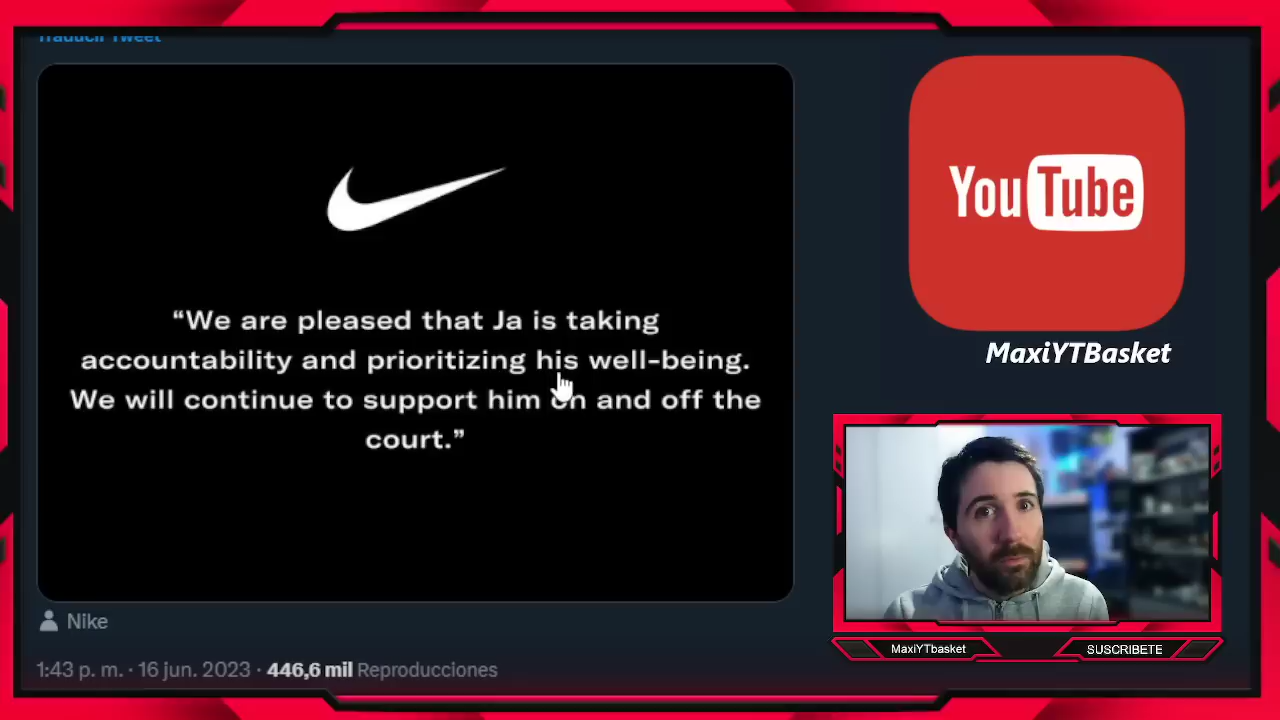 Traducir Tweet
“We are pleased that Ja is taking
accountability and prioritizing his well-being.
We will continue to support him on and off the
court.”
Nike
1:43 p. m. · 16 jun. 2023 · 446,6 mil Reproducciones
YouTube
MaxiYTBasket
MaxiYTbasket
SUSCRIBETE